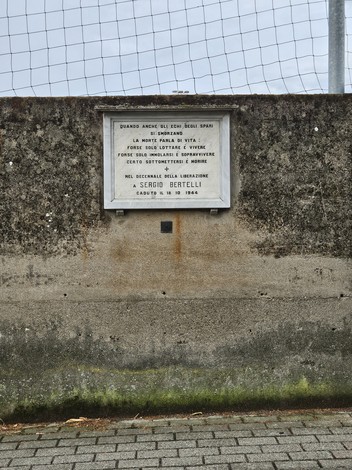 QUANDO ANCHE GLI ECHI DEGLI SPARI
SI SMORZANO
LA MORTE PARLA DI VITA:
FORSE SOLO LOTTARE È VIVERE
FORSE SOLO IMMOLARSI È SOPRAVVIVERE
CERTO SOTTOMETTERSI È MORIRE
NEL DECENNALE DELLA LIBERAZIONE
A SERGIO BERTELLI
CADUTO IL 16 10 1944